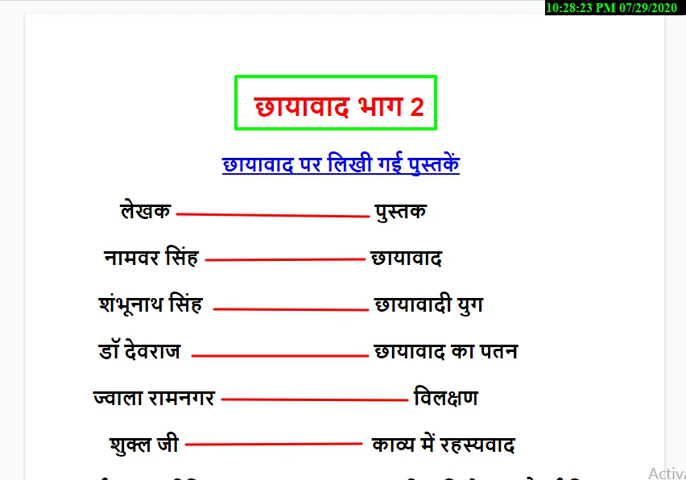 10:28:23 PM 07/29/2020
छायावाद भाग 2
छायावाद पर लिखी गई पुस्तकें
लेखक पुस्तक
नामवर सिंह छायावाद
शंभूनाथ सिंह छायावादी युग
डॉ देवराज छायावाद का पतन
ज्वाला रामनगर विलक्षण
शुक्ल जी काव्य में रहस्यवाद